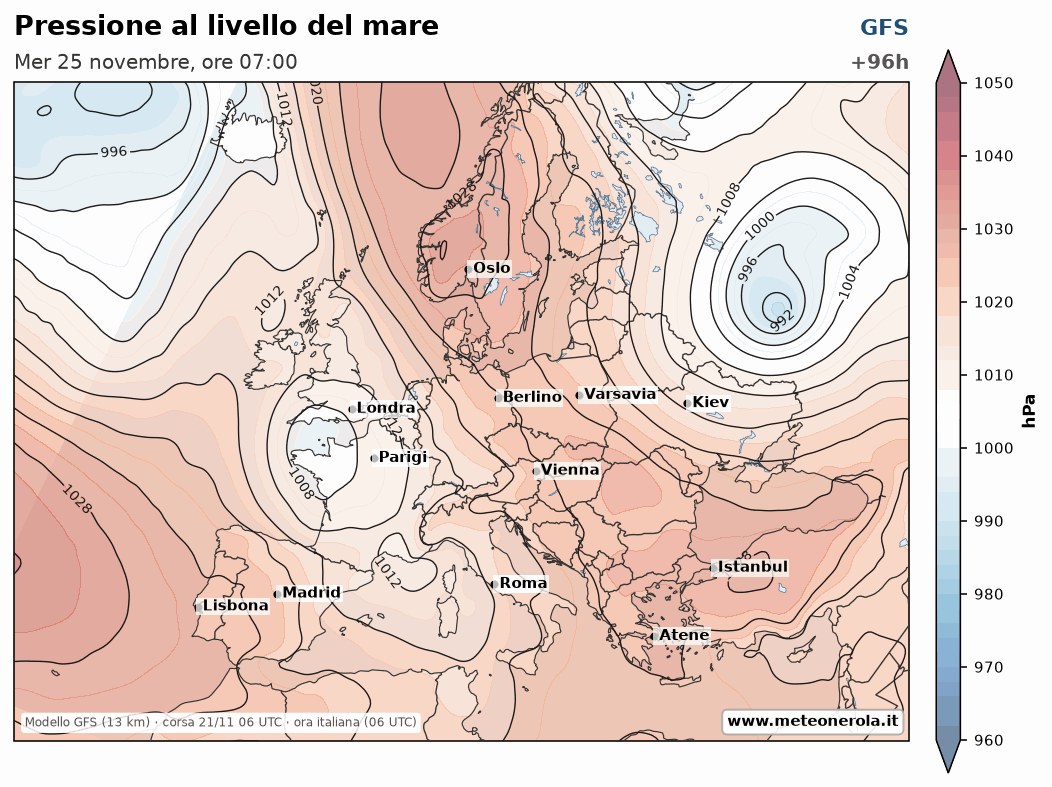 Pressione al livello del mare
GFS
Mer 25 novembre, ore 07:00
+96h
1050
1040
1030
1020
1010
1000
990
980
970
960
hPa
996
1012
020
1028
1008
1000
996
1004
992
1012
Oslo
Londra
Berlino
Varsavia
Kiev
Parigi
Vienna
1008
1028
1012
Istanbul
Roma
Madrid
Lisbona
Atene
Modello GFS (13 km) · corsa 21/11 06 UTC · ora italiana (06 UTC)
www.meteonerola.it